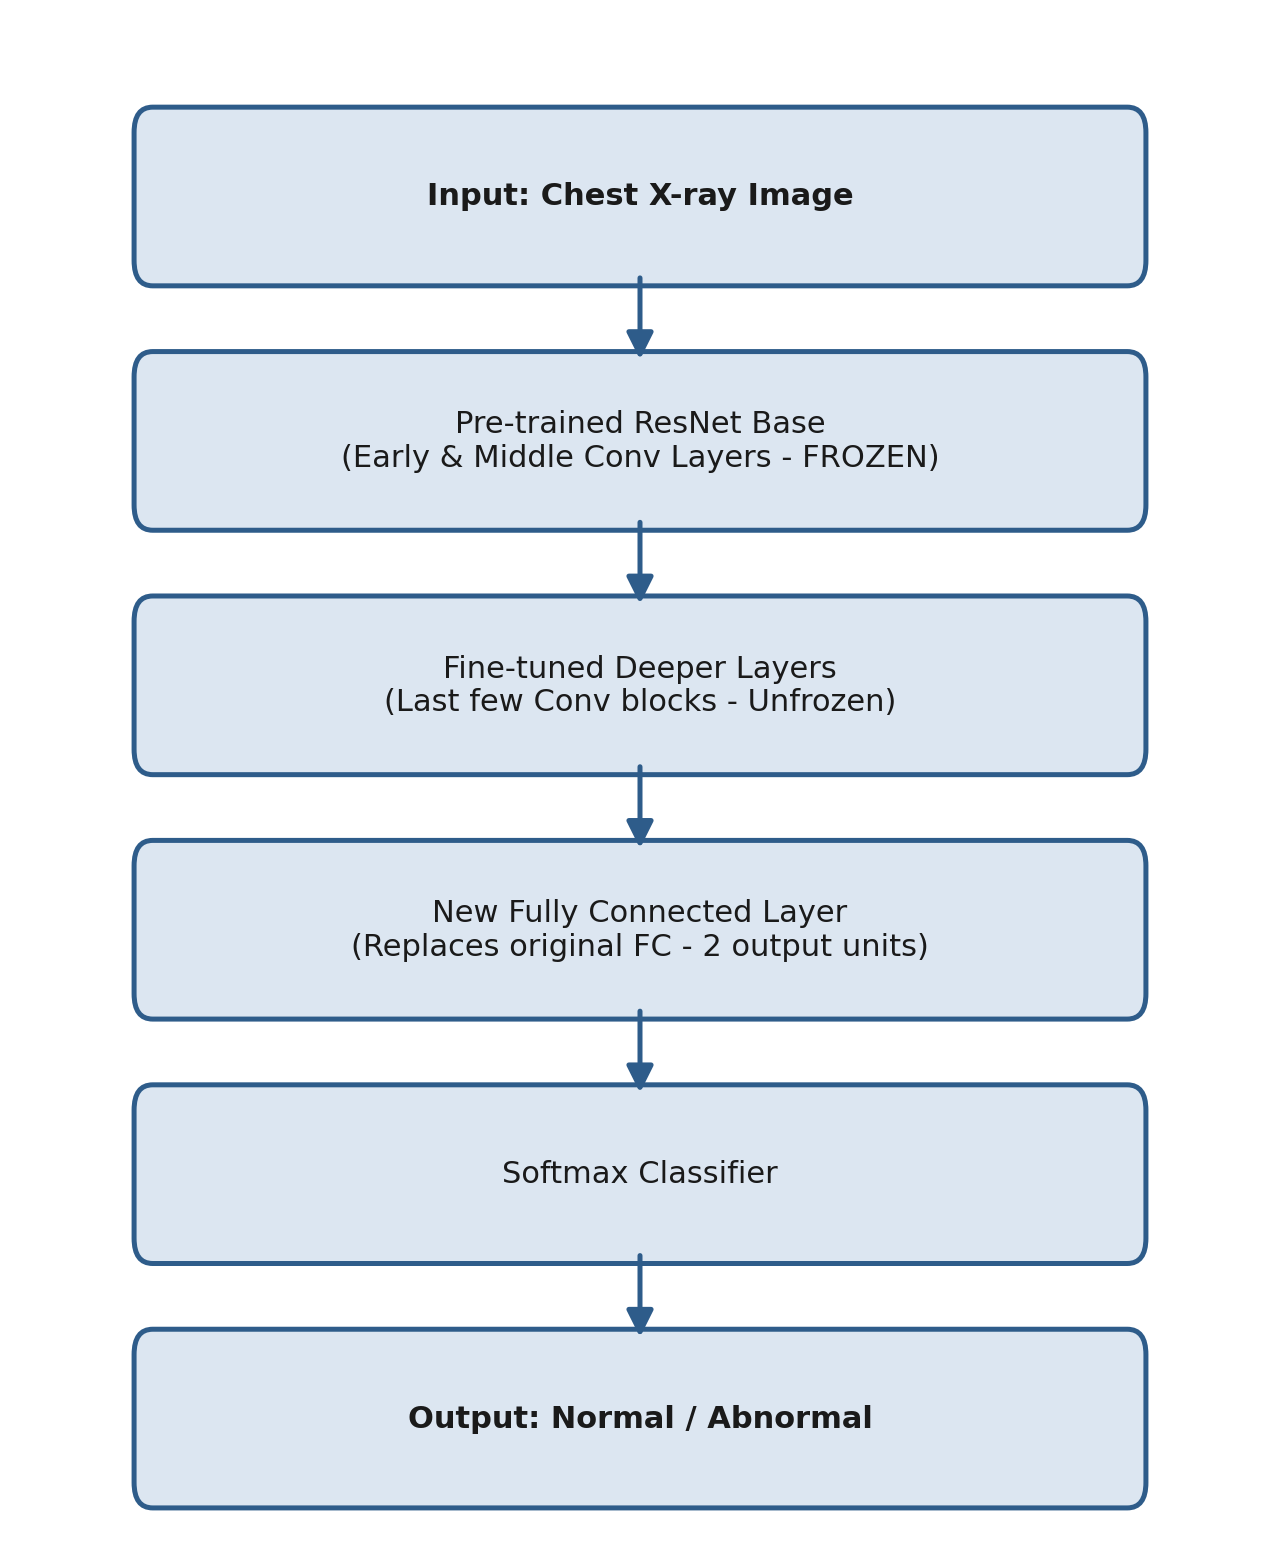 Input: Chest X-ray Image
Pre-trained ResNet Base
(Early & Middle Conv Layers - FROZEN)
Fine-tuned Deeper Layers
(Last few Conv blocks - Unfrozen)
New Fully Connected Layer
(Replaces original FC - 2 output units)
Softmax Classifier
Output: Normal / Abnormal